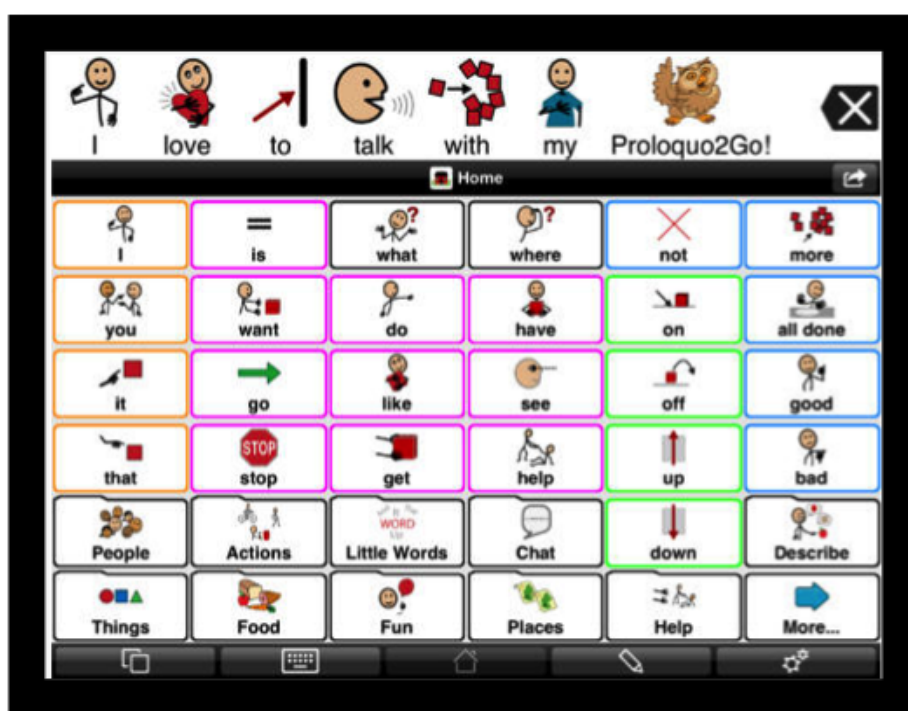 I love to talk with my Proloquo2Go!
Home
I is what where not more
you want do have on all done
it go like see off good
STOP
that stop get help up bad
WORD
People Actions Little Words Chat down Describe
Things Food Fun Places Help More...